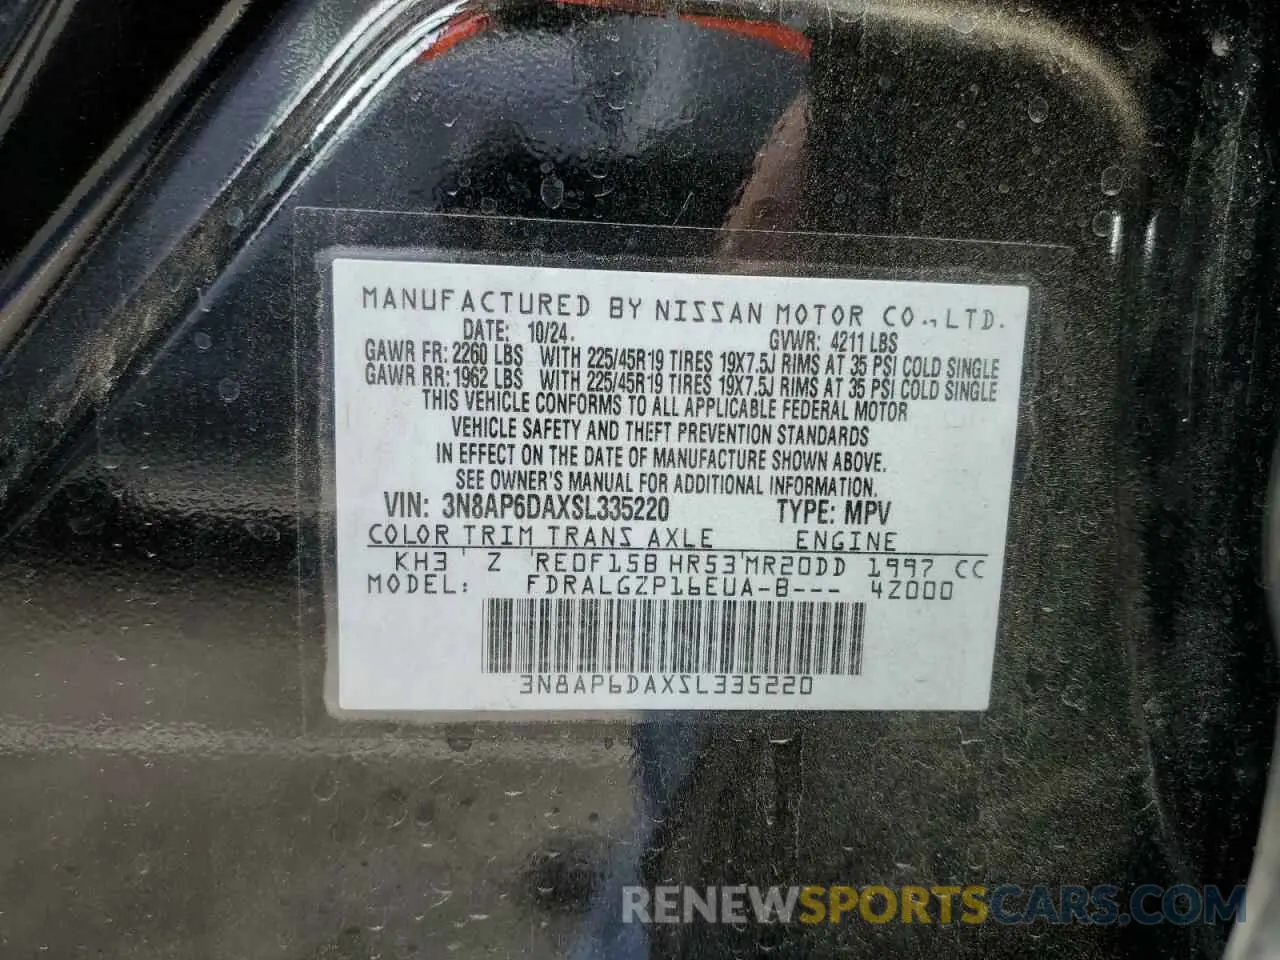 MANUFACTURED BY NISSAN MOTOR CO., LTD.
DATE: 10/24. GVWR: 4211 LBS
GAWR FR: 2260 LBS WITH 225/45R19 TIRES 19X7.5J RIMS AT 35 PSI COLD SINGLE
GAWR RR: 1962 LBS WITH 225/45R19 TIRES 19X7.5J RIMS AT 35 PSI COLD SINGLE
THIS VEHICLE CONFORMS TO ALL APPLICABLE FEDERAL MOTOR
VEHICLE SAFETY AND THEFT PREVENTION STANDARDS
IN EFFECT ON THE DATE OF MANUFACTURE SHOWN ABOVE.
SEE OWNER'S MANUAL FOR ADDITIONAL INFORMATION.
VIN: 3N8AP6DAXSL335220 TYPE: MPV
COLOR TRIM TRANS AXLE ENGINE
KH3 ' Z ' RE0F15B HR53 ' MR20DD 1997 CC
MODEL: FDRALGZP16EUA-B--- 4Z000
3N8AP6DAXSL335220
RENEWSPORTSCARS.COM